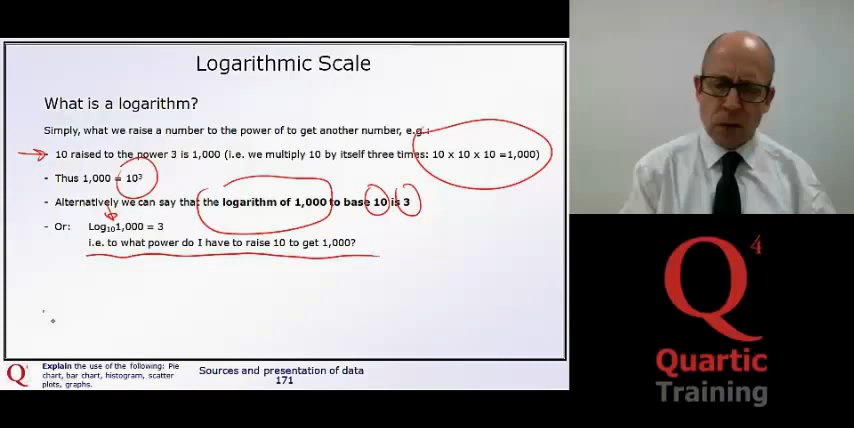 Logarithmic Scale
What is a logarithm?
Simply, what we raise a number to the power of to get another number, e.g.:
10 raised to the power 3 is 1,000 (i.e. we multiply 10 by itself three times: 10 x 10 x 10 =1,000)
- Thus 1,000 = 10³
- Alternatively we can say that the logarithm of 1,000 to base 10 is 3
- Or: Log₁₀1,000 = 3
i.e. to what power do I have to raise 10 to get 1,000?
Q⁴
Explain the use of the following: Pie
chart, bar chart, histogram, scatter
plots, graphs.
Sources and presentation of data
171
Q
4
Quartic
Training